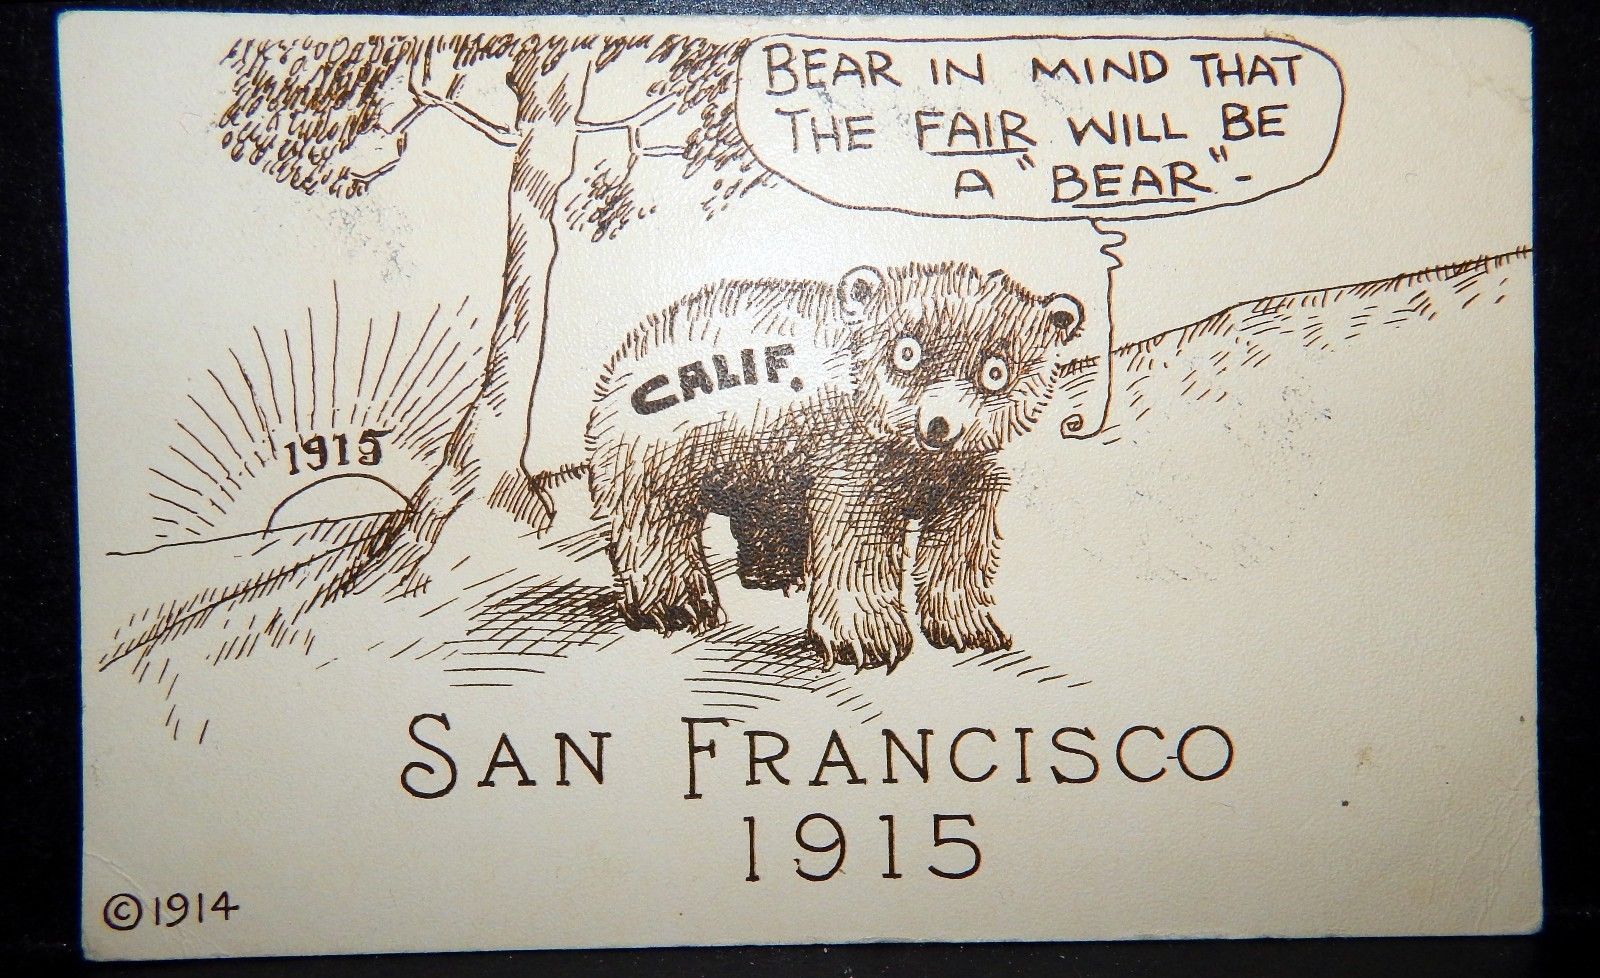 BEAR IN MIND THAT
THE FAIR WILL BE
A "BEAR" -
CALIF.
1915
SAN FRANCISCO
1915
©1914